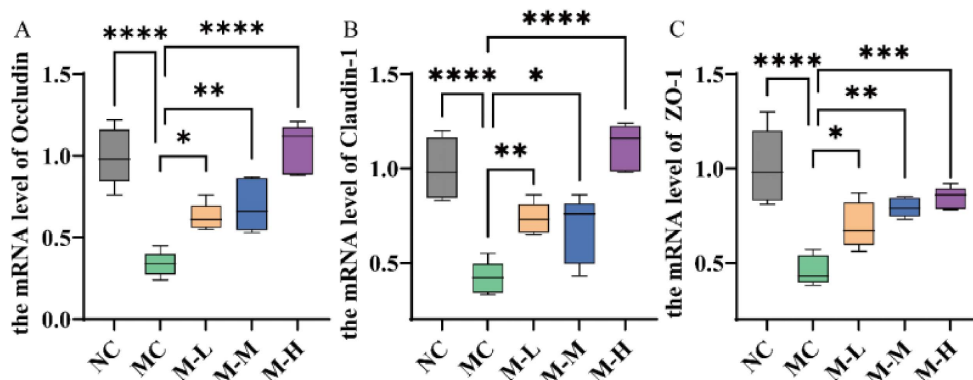 A
the mRNA level of Occludin
1.5
1.0
0.5
0.0
****
****
**
*
NC
MC
M-L
M-M
M-H
B
the mRNA level of Claudin-1
1.5
1.0
0.5
****
****
*
**
NC
MC
M-L
M-M
M-H
C
the mRNA level of ZO-1
1.5
1.0
0.5
****
***
**
*
NC
MC
M-L
M-M
M-H